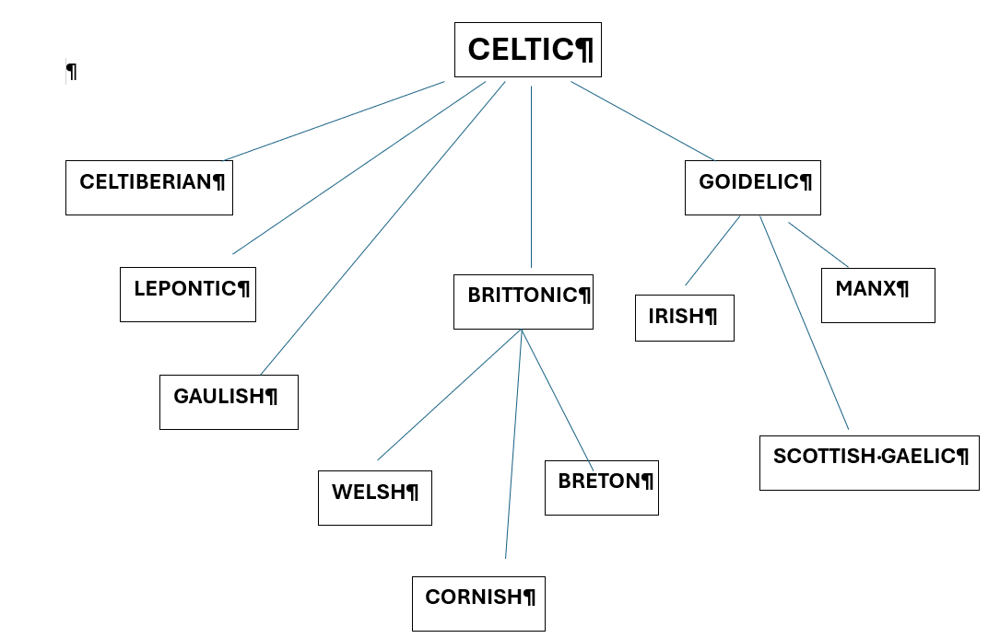 CELTIC¶
¶
CELTIBERIAN¶
GOIDELIC¶
LEPONTIC¶
BRITTONIC¶
IRISH¶
MANX¶
GAULISH¶
SCOTTISH·GAELIC¶
WELSH¶
BRETON¶
CORNISH¶